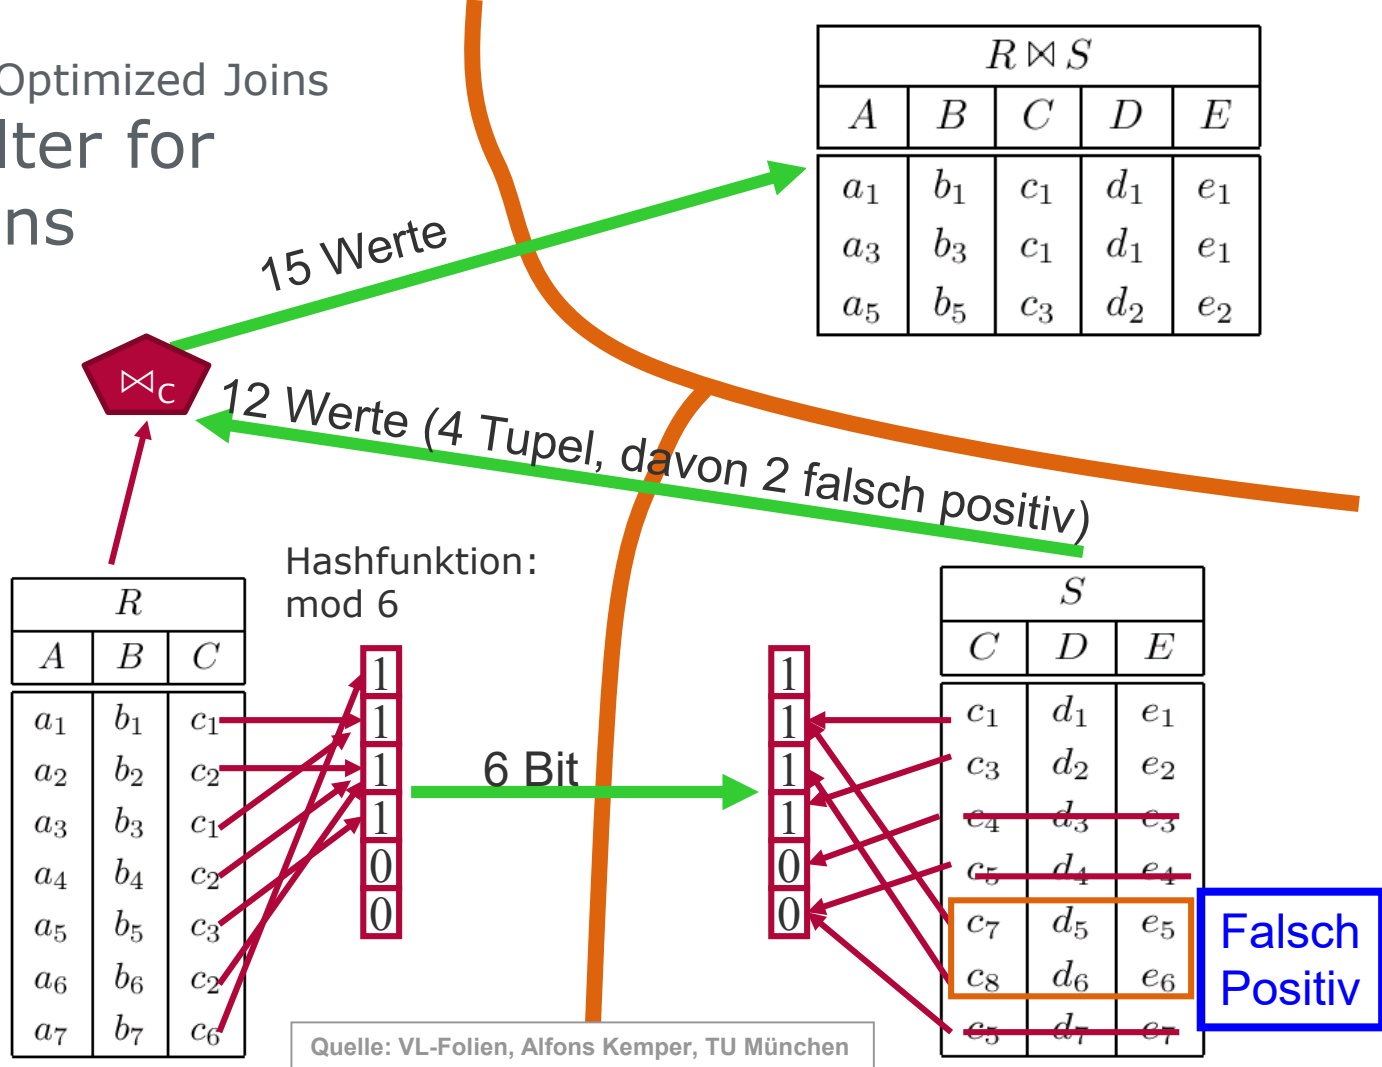 Optimized Joins
lter for
ns
15 Werte
R ⋈ S
A B C D E
a1 b1 c1 d1 e1
a3 b3 c1 d1 e1
a5 b5 c3 d2 e2
⋈C
12 Werte (4 Tupel, davon 2 falsch positiv)
Hashfunktion:
mod 6
R
A B C
a1 b1 c1
a2 b2 c2
a3 b3 c1
a4 b4 c2
a5 b5 c3
a6 b6 c2
a7 b7 c6
1
1
1
1
0
0
6 Bit
1
1
1
1
0
0
S
C D E
c1 d1 e1
c3 d2 e2
c4 d3 e3
c5 d4 e4
c7 d5 e5
c8 d6 e6
c5 d7 e7
Falsch
Positiv
Quelle: VL-Folien, Alfons Kemper, TU München